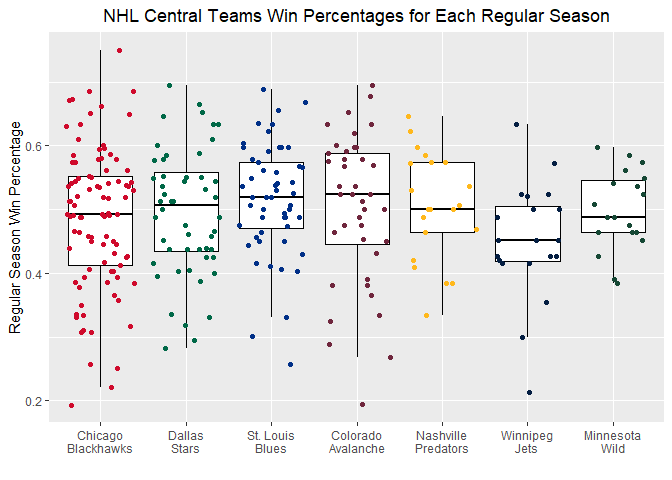 NHL Central Teams Win Percentages for Each Regular Season
Regular Season Win Percentage
0.6
0.4
0.2
Chicago
Blackhawks
Dallas
Stars
St. Louis
Blues
Colorado
Avalanche
Nashville
Predators
Winnipeg
Jets
Minnesota
Wild